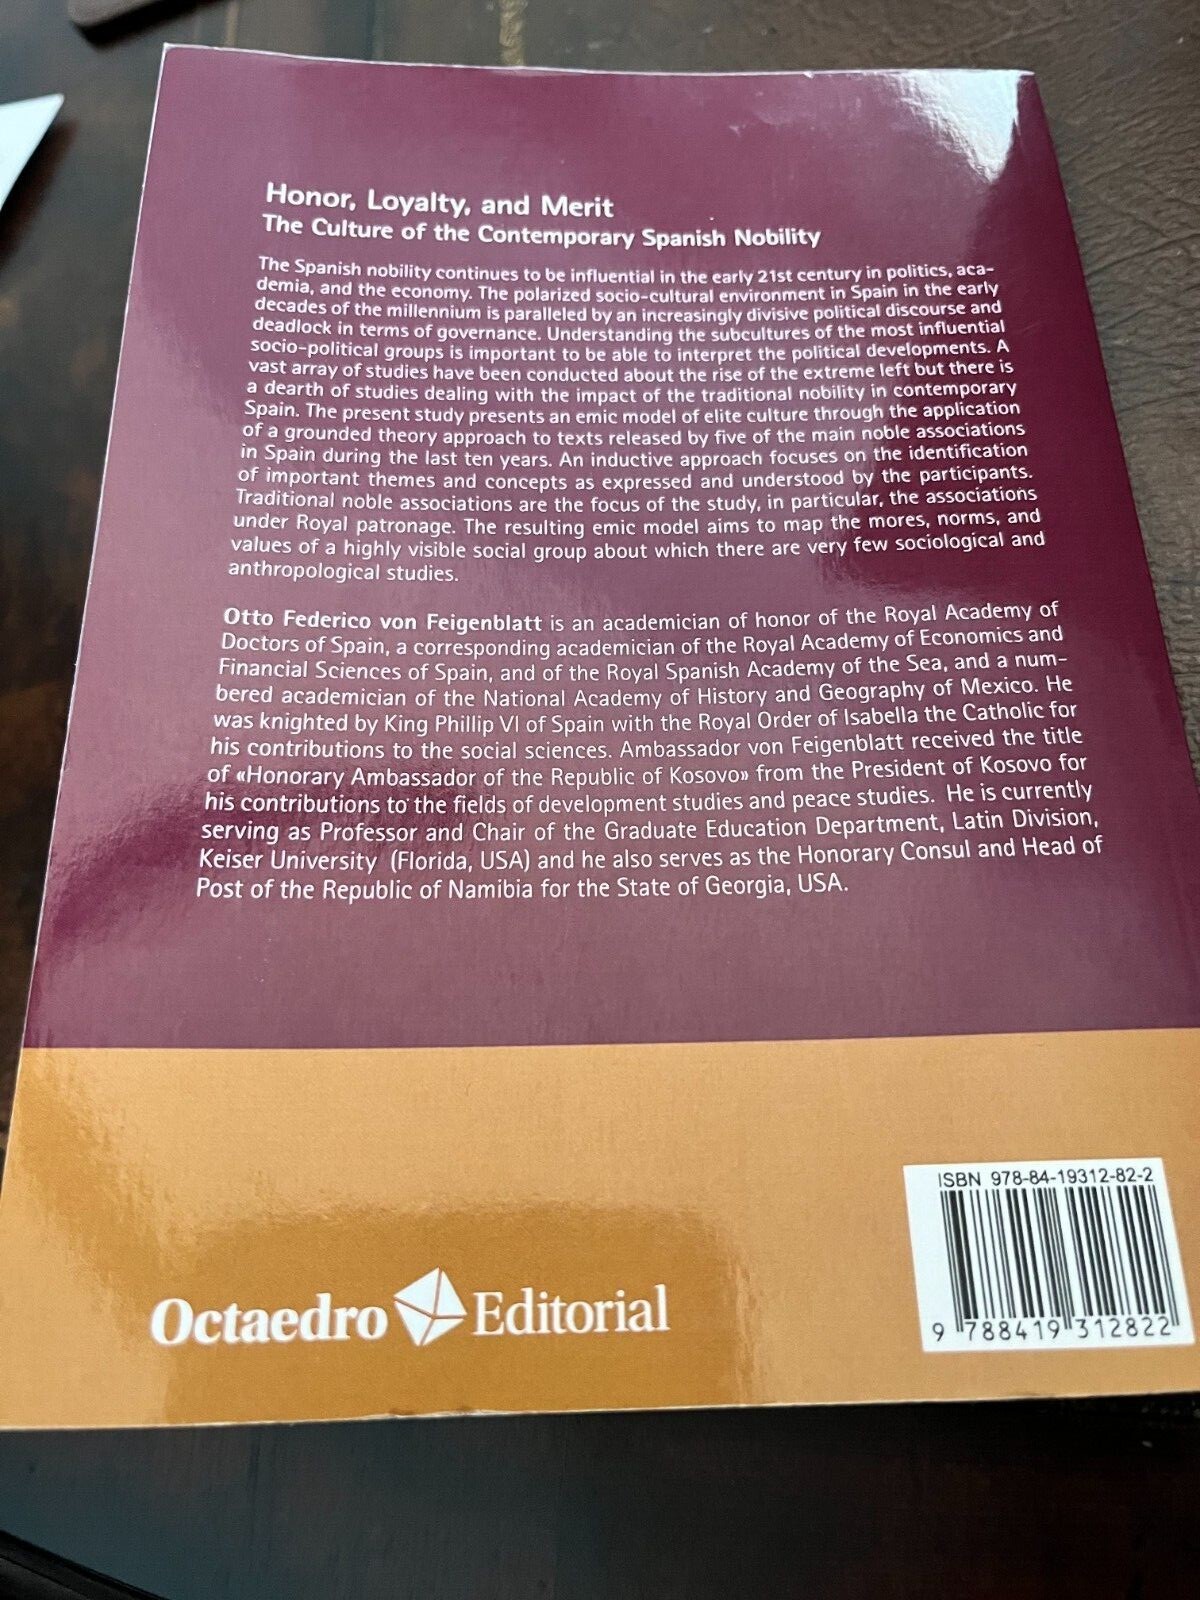 Honor, Loyalty, and Merit
The Culture of the Contemporary Spanish Nobility
The Spanish nobility continues to be influential in the early 21st century in politics, aca-
demia, and the economy. The polarized socio-cultural environment in Spain in the early
decades of the millennium is paralleled by an increasingly divisive political discourse and
deadlock in terms of governance. Understanding the subcultures of the most influential
socio-political groups is important to be able to interpret the political developments. A
vast array of studies have been conducted about the rise of the extreme left but there is
a dearth of studies dealing with the impact of the traditional nobility in contemporary
Spain. The present study presents an emic model of elite culture through the application
of a grounded theory approach to texts released by five of the main noble associations
in Spain during the last ten years. An inductive approach focuses on the identification
of important themes and concepts as expressed and understood by the participants.
Traditional noble associations are the focus of the study, in particular, the associations
under Royal patronage. The resulting emic model aims to map the mores, norms, and
values of a highly visible social group about which there are very few sociological and
anthropological studies.
Otto Federico von Feigenblatt is an academician of honor of the Royal Academy of
Doctors of Spain, a corresponding academician of the Royal Academy of Economics and
Financial Sciences of Spain, and of the Royal Spanish Academy of the Sea, and a num-
bered academician of the National Academy of History and Geography of Mexico. He
was knighted by King Phillip VI of Spain with the Royal Order of Isabella the Catholic for
his contributions to the social sciences. Ambassador von Feigenblatt received the title
of «Honorary Ambassador of the Republic of Kosovo» from the President of Kosovo for
his contributions to the fields of development studies and peace studies. He is currently
serving as Professor and Chair of the Graduate Education Department, Latin Division,
Keiser University (Florida, USA) and he also serves as the Honorary Consul and Head of
Post of the Republic of Namibia for the State of Georgia, USA.
ISBN 978-84-19312-82-2
9 788419 312822
Octaedro Editorial